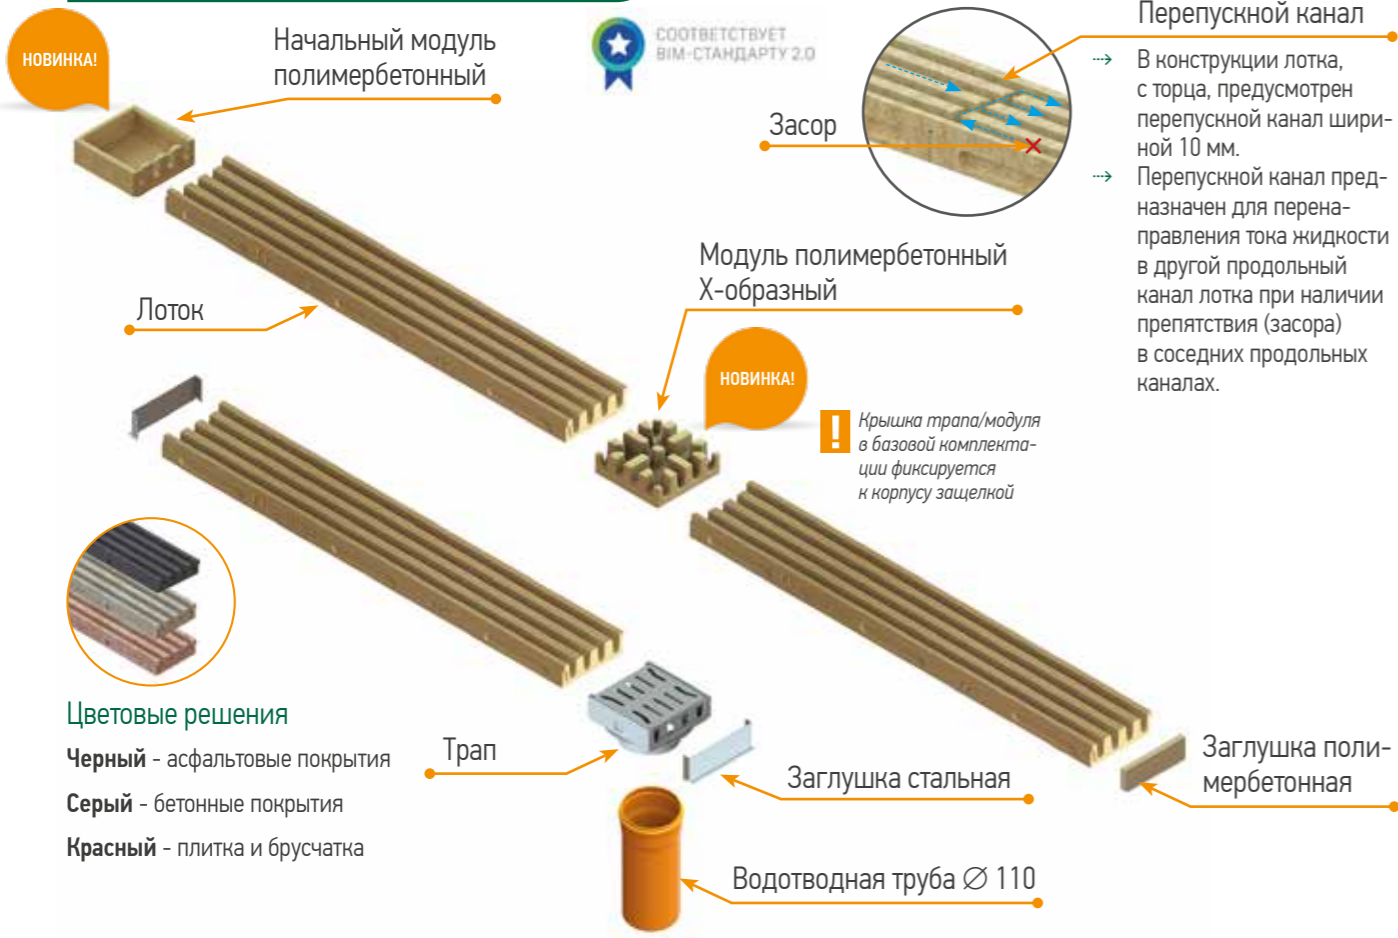 НОВИНКА!
Начальный модуль
полимербетонный
СООТВЕТСТВУЕТ
BIM-СТАНДАРТУ 2.0
Засор
Перепускной канал
В конструкции лотка,
с торца, предусмотрен
перепускной канал шири-
ной 10 мм.
Перепускной канал пред-
назначен для перена-
правления тока жидкости
в другой продольный
канал лотка при наличии
препятствия (засора)
в соседних продольных
каналах.
Лоток
Модуль полимербетонный
X-образный
НОВИНКА!
!
Крышка трапа/модуля
в базовой комплекта-
ции фиксируется
к корпусу защелкой
Цветовые решения
Черный - асфальтовые покрытия
Серый - бетонные покрытия
Красный - плитка и брусчатка
Трап
Заглушка стальная
Водотводная труба ∅ 110
Заглушка поли-
мербетонная